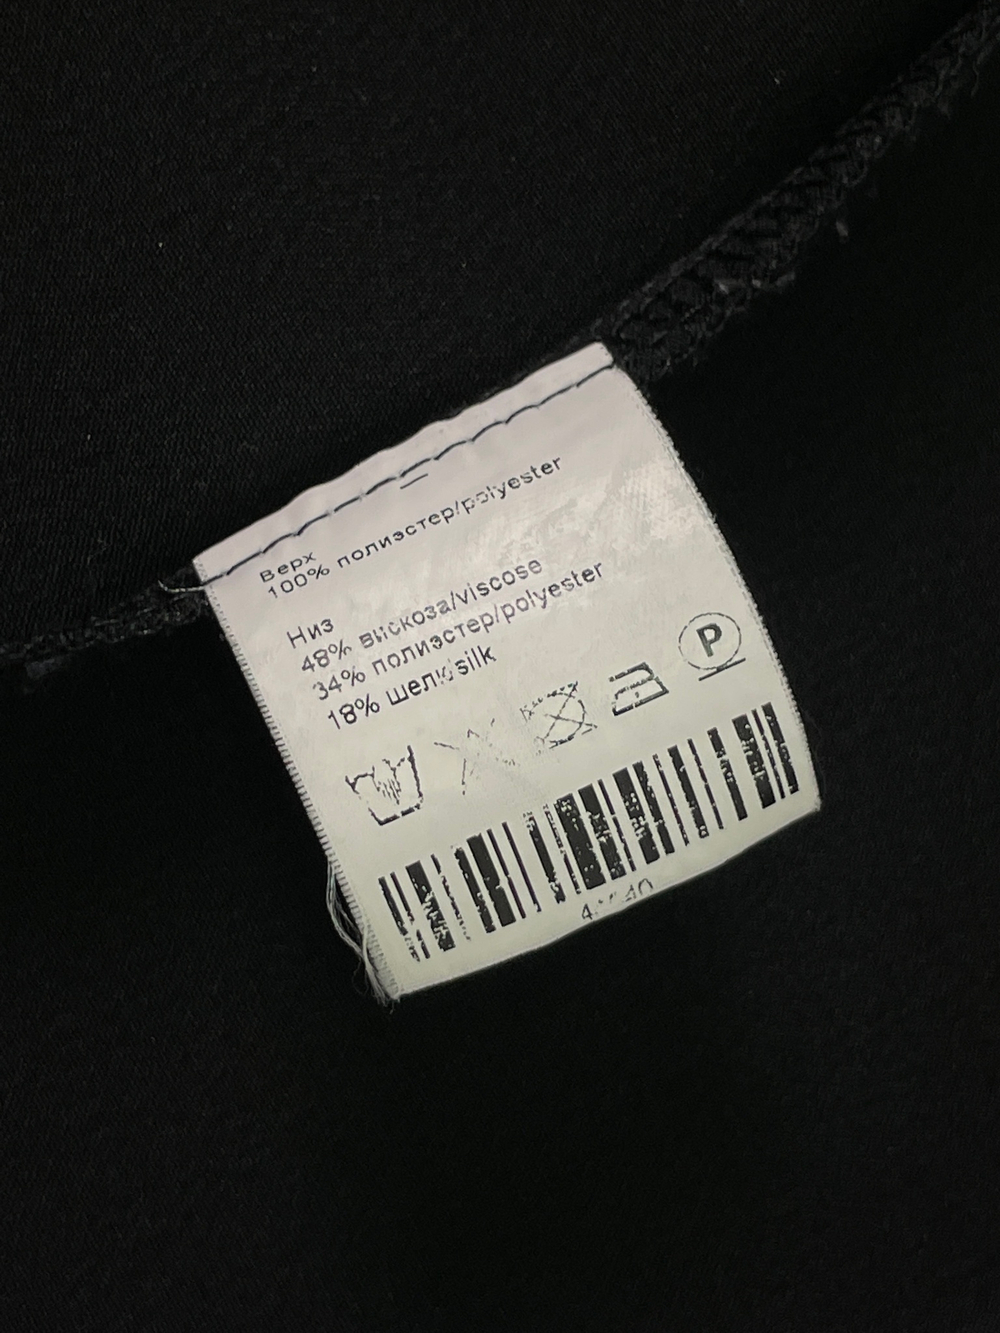 Верх
100% полиэстер/polyester
Низ
48% вискоза/viscose
34% полиэстер/polyester
18% шелк/silk
P